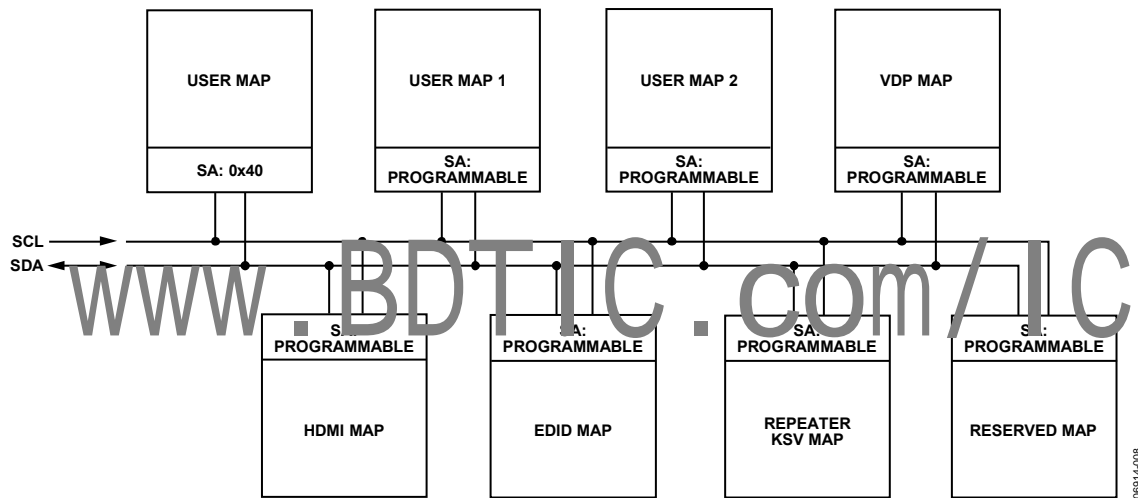 USER MAP
SA: 0x40
USER MAP 1
SA:
PROGRAMMABLE
USER MAP 2
SA:
PROGRAMMABLE
VDP MAP
SA:
PROGRAMMABLE
SCL
SDA
www.BDTIC.com/IC
SA:
PROGRAMMABLE
HDMI MAP
SA:
PROGRAMMABLE
EDID MAP
SA:
PROGRAMMABLE
REPEATER
KSV MAP
SA:
PROGRAMMABLE
RESERVED MAP
06914-008